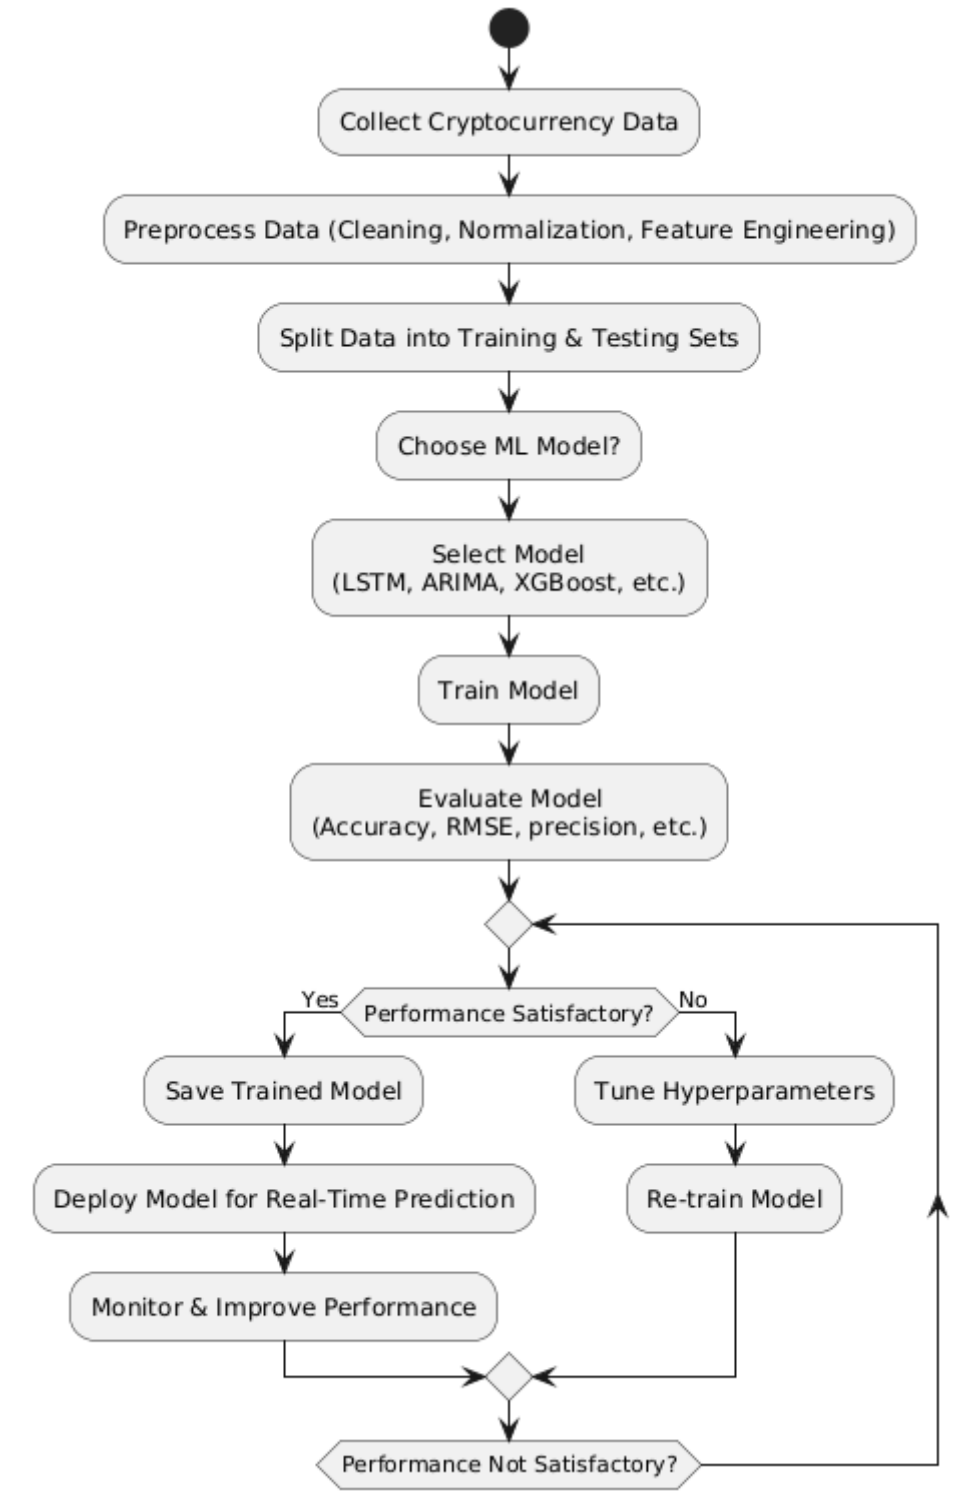 Collect Cryptocurrency Data
Preprocess Data (Cleaning, Normalization, Feature Engineering)
Split Data into Training & Testing Sets
Choose ML Model?
Select Model
(LSTM, ARIMA, XGBoost, etc.)
Train Model
Evaluate Model
(Accuracy, RMSE, precision, etc.)
Yes
Performance Satisfactory?
No
Save Trained Model
Tune Hyperparameters
Deploy Model for Real-Time Prediction
Re-train Model
Monitor & Improve Performance
Performance Not Satisfactory?